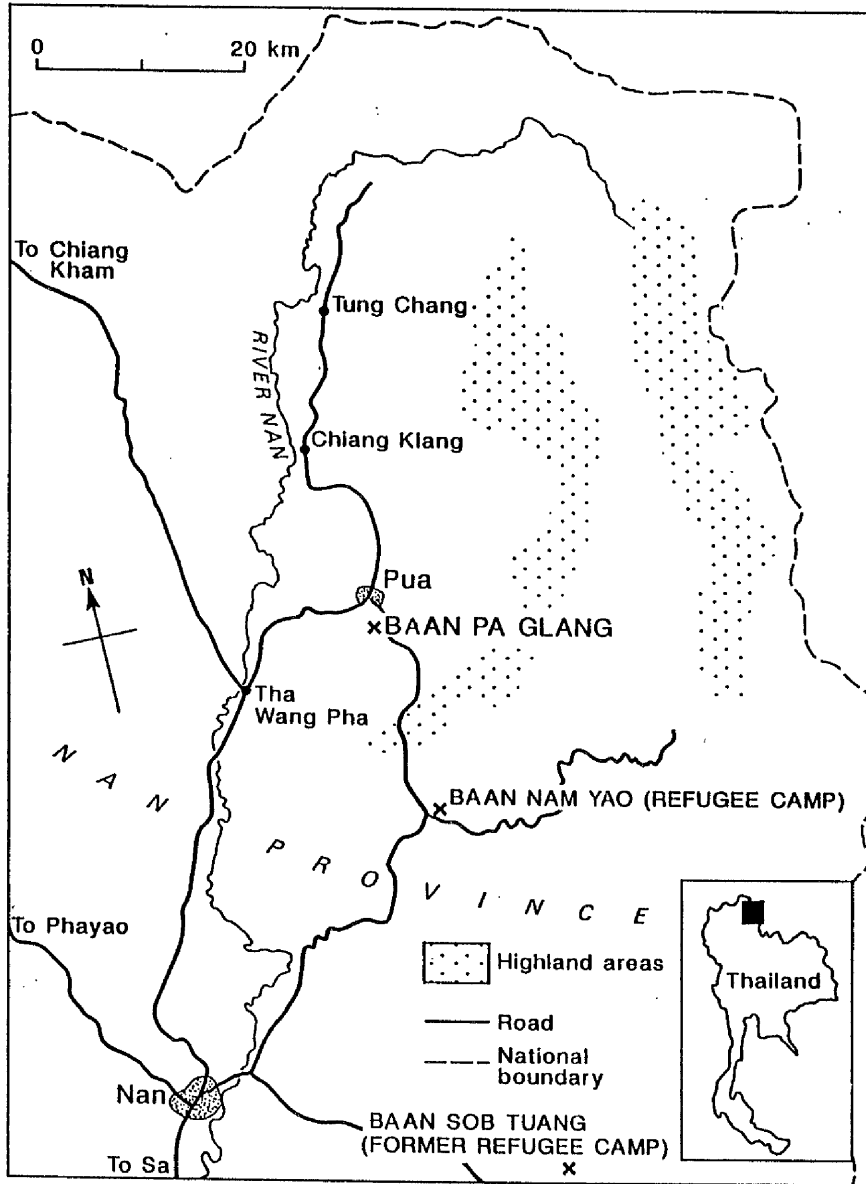 0 20 km
To Chiang
Kham
Tung Chang
RIVER NAN
Chiang Klang
N
Pua
BAAN PA GLANG
Tha
Wang Pha
NAN
BAAN NAM YAO (REFUGEE CAMP)
PROVINCE
To Phayao
Highland areas
Thailand
Road
National
boundary
Nan
BAAN SOB TUANG
(FORMER REFUGEE CAMP)
To Sa